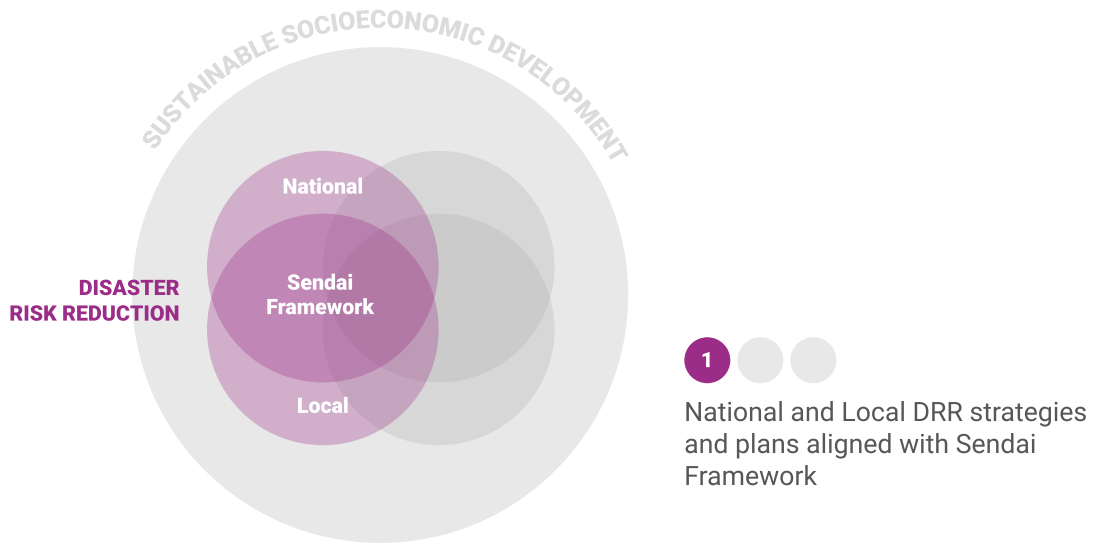 SUSTAINABLE SOCIOECONOMIC DEVELOPMENT
National
Sendai
Framework
Local
DISASTER
RISK REDUCTION
1
National and Local DRR strategies
and plans aligned with Sendai
Framework